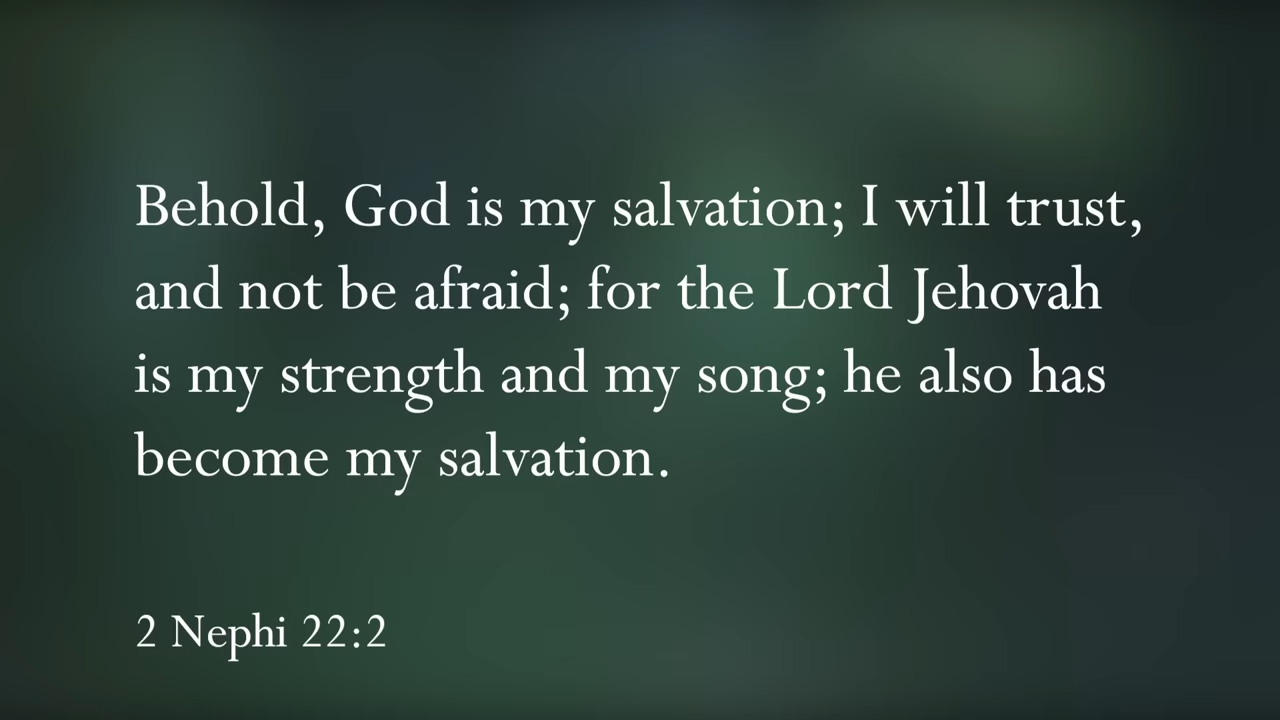 Behold, God is my salvation; I will trust,
and not be afraid; for the Lord Jehovah
is my strength and my song; he also has
become my salvation.
2 Nephi 22:2